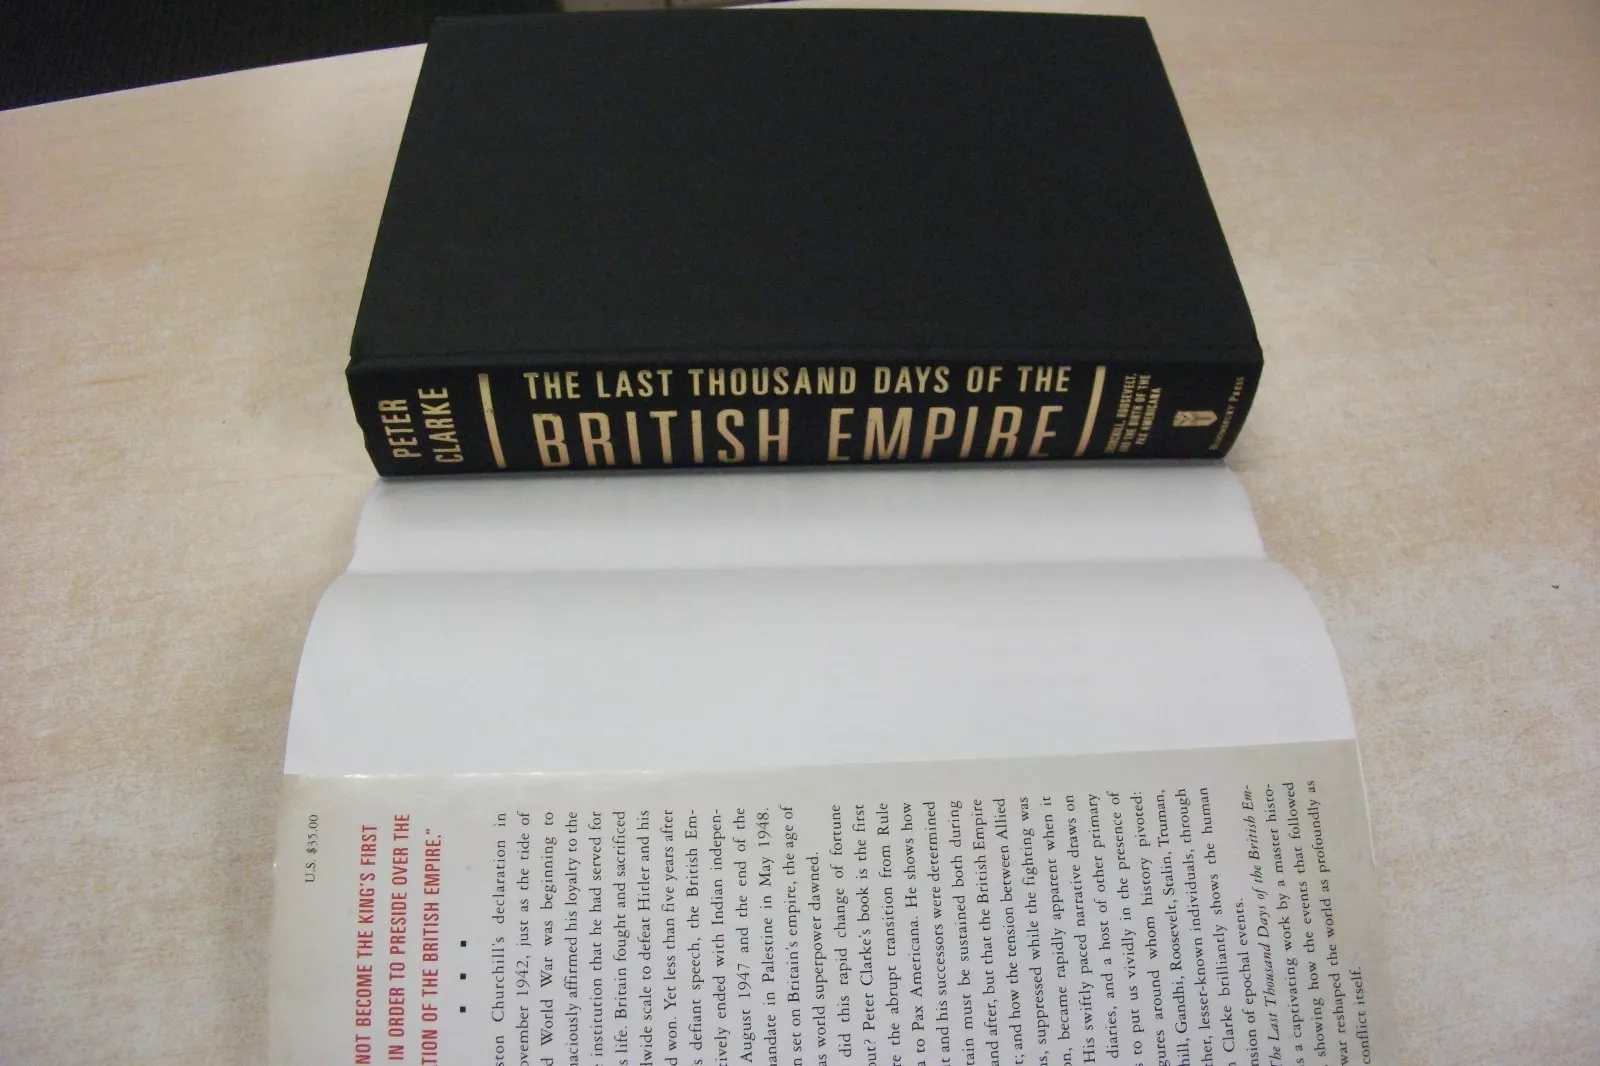 PETER
CLARKE
THE LAST THOUSAND DAYS OF THE
BRITISH EMPIRE
CHURCHILL, ROOSEVELT,
AND THE BIRTH OF THE
PAX AMERICANA
BLOOMSBURY PRESS
U.S. $35.00
NOT BECOME THE KING'S FIRST
IN ORDER TO PRESIDE OVER THE
TION OF THE BRITISH EMPIRE."
Churchill's declaration in
1942, just as the tide of
World War was beginning to
affirmed his loyalty to the
institution that he had served for
life. Britain fought and sacrificed
scale to defeat Hitler and his
won. Yet less than five years after
defiant speech, the British Em-
ended with Indian indepen-
August 1947 and the end of the
in Palestine in May 1948.
set on Britain's empire, the age of
as world superpower dawned.
did this rapid change of fortune
Peter Clarke's book is the first
the abrupt transition from Rule
to Pax Americana. He shows how
and his successors were determined
must be sustained both during
and after, but that the British Empire
and how the tension between Allied
suppressed while the fighting was
became rapidly apparent when it
His swiftly paced narrative draws on
diaries, and a host of other primary
to put us vividly in the presence of
around whom history pivoted:
Gandhi, Roosevelt, Stalin, Truman,
lesser-known individuals, through
Clarke brilliantly shows the human
of epochal events.
The Last Thousand Days of the British Em-
a captivating work by a master histo-
showing how the events that followed
war reshaped the world as profoundly as
conflict itself.